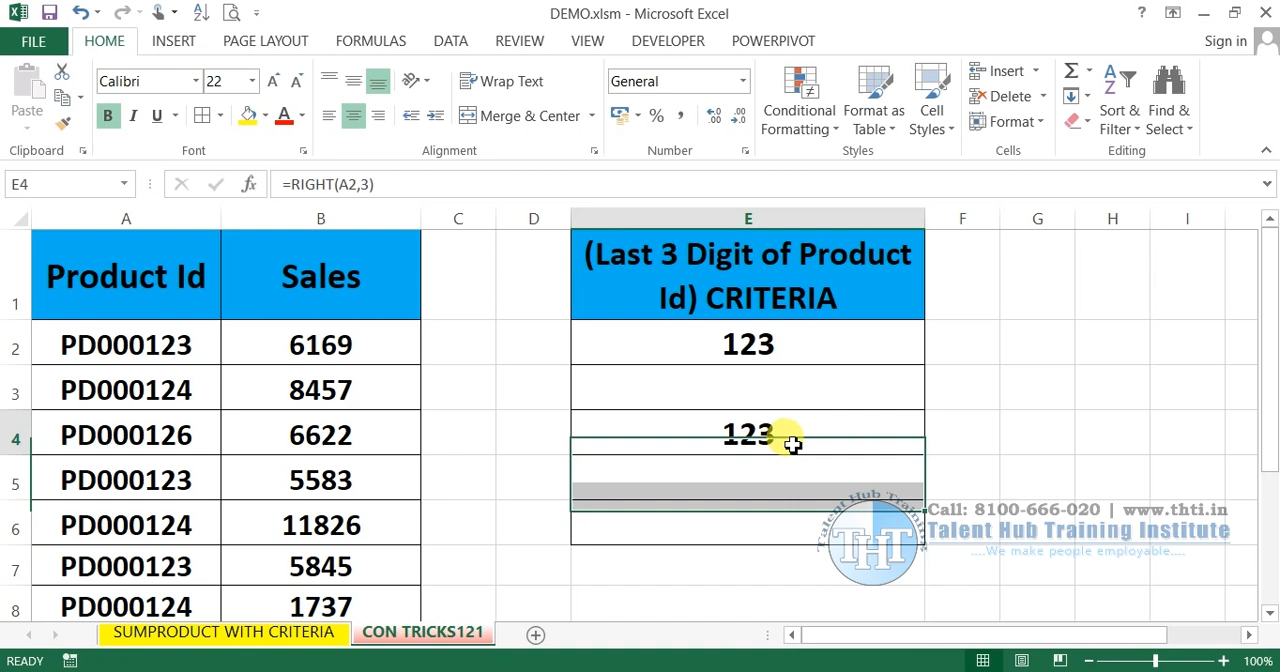 DEMO.xlsm - Microsoft Excel
?
FILE HOME INSERT PAGE LAYOUT FORMULAS DATA REVIEW VIEW DEVELOPER POWERPIVOT Sign in
Paste
Clipboard
Calibri 22
B I U A
Font
Wrap Text
Merge & Center
Alignment
General
% ,
Number
Conditional Formatting
Format as Table
Cell Styles
Styles
Insert
Delete
Format
Cells
Sort & Filter
Find & Select
Editing
E4 fx =RIGHT(A2,3)
A B C D E F G H I
1 Product Id Sales (Last 3 Digit of Product
Id) CRITERIA
2 PD000123 6169 123
3 PD000124 8457
4 PD000126 6622 123
5 PD000123 5583
6 PD000124 11826
7 PD000123 5845
8 PD000124 1737
Talent Hub Training
THT
Call: 8100-666-020 | www.thti.in
Talent Hub Training Institute
....We make people employable.....
SUMPRODUCT WITH CRITERIA CON TRICKS121
READY 100%